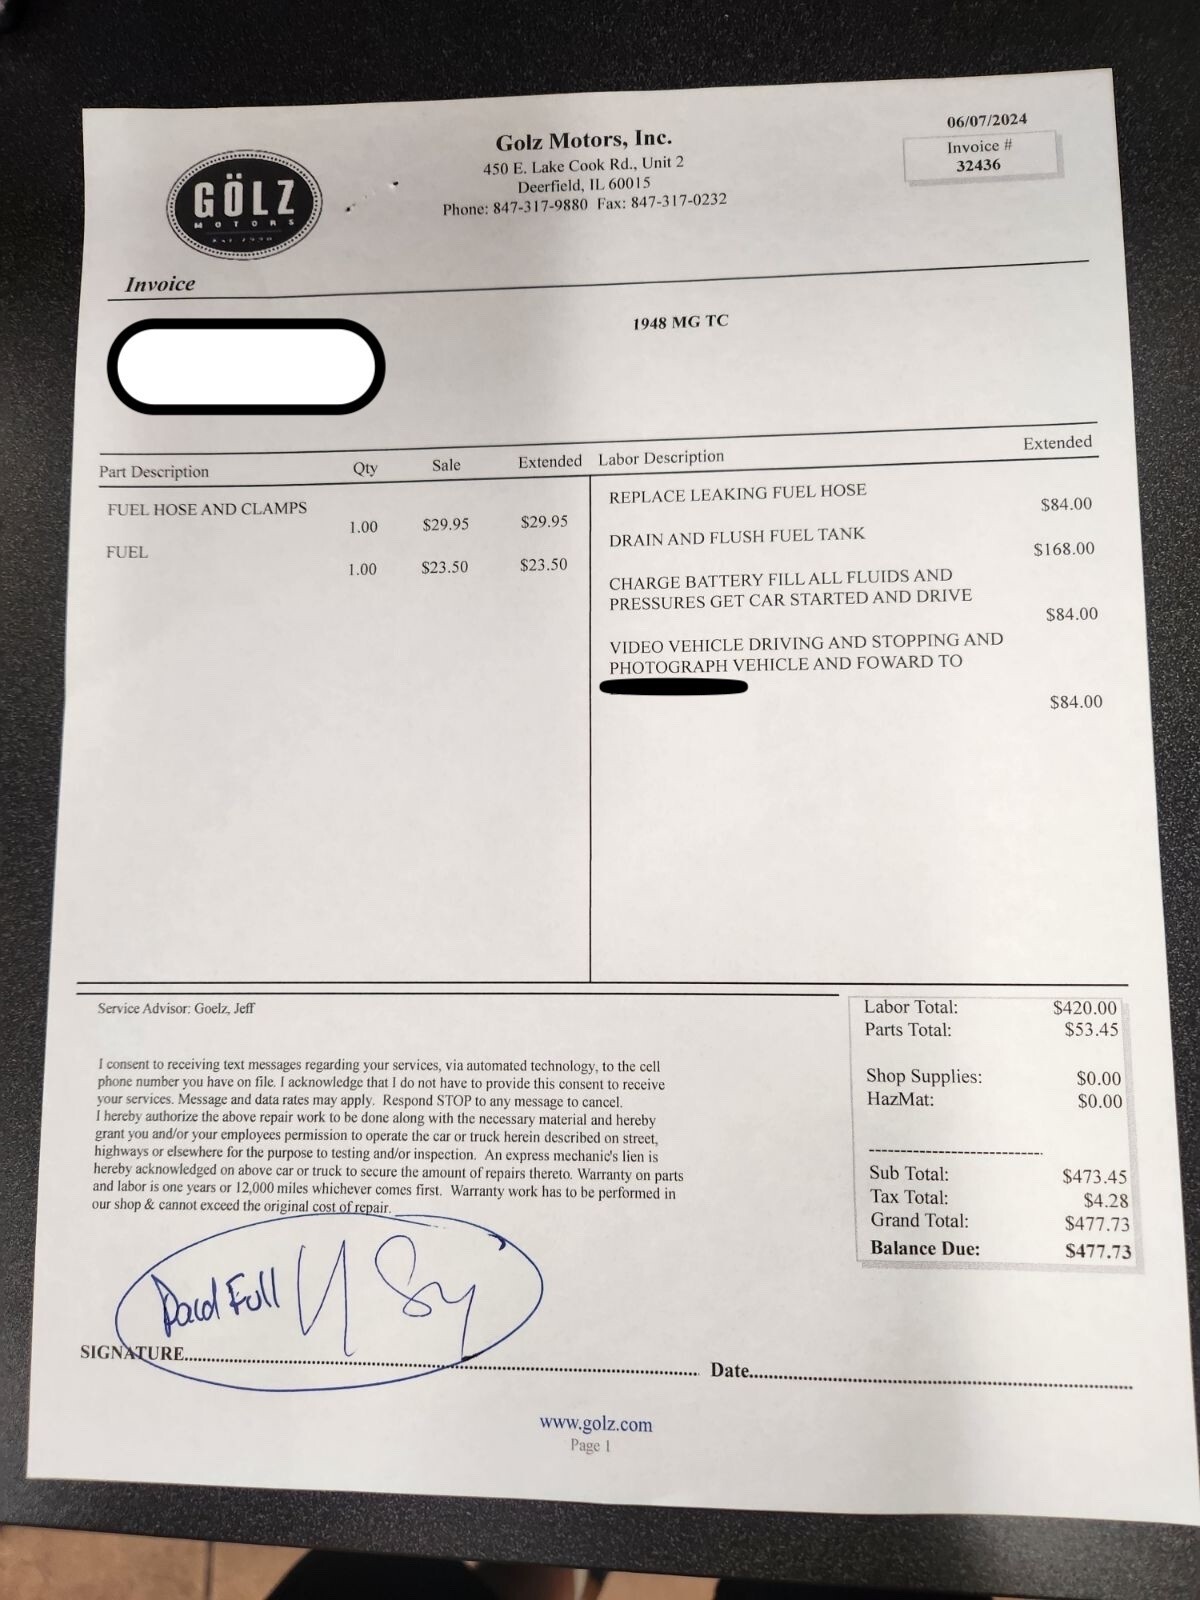 GÖLZ
MOTORS
Golz Motors, Inc.
450 E. Lake Cook Rd., Unit 2
Deerfield, IL 60015
Phone: 847-317-9880 Fax: 847-317-0232
06/07/2024
Invoice #
32436
Invoice
1948 MG TC
Part Description Qty Sale Extended
FUEL HOSE AND CLAMPS
1.00 $29.95 $29.95
FUEL
1.00 $23.50 $23.50
Labor Description Extended
REPLACE LEAKING FUEL HOSE
$84.00
DRAIN AND FLUSH FUEL TANK
$168.00
CHARGE BATTERY FILL ALL FLUIDS AND
PRESSURES GET CAR STARTED AND DRIVE
$84.00
VIDEO VEHICLE DRIVING AND STOPPING AND
PHOTOGRAPH VEHICLE AND FOWARD TO
$84.00
Service Advisor: Goelz, Jeff
I consent to receiving text messages regarding your services, via automated technology, to the cell
phone number you have on file. I acknowledge that I do not have to provide this consent to receive
your services. Message and data rates may apply. Respond STOP to any message to cancel.
I hereby authorize the above repair work to be done along with the necessary material and hereby
grant you and/or your employees permission to operate the car or truck herein described on street,
highways or elsewhere for the purpose to testing and/or inspection. An express mechanic's lien is
hereby acknowledged on above car or truck to secure the amount of repairs thereto. Warranty on parts
and labor is one years or 12,000 miles whichever comes first. Warranty work has to be performed in
our shop & cannot exceed the original cost of repair.
Labor Total: $420.00
Parts Total: $53.45
Shop Supplies: $0.00
HazMat: $0.00
Sub Total: $473.45
Tax Total: $4.28
Grand Total: $477.73
Balance Due: $477.73
Full
SIGNATURE
Date
www.golz.com
Page 1